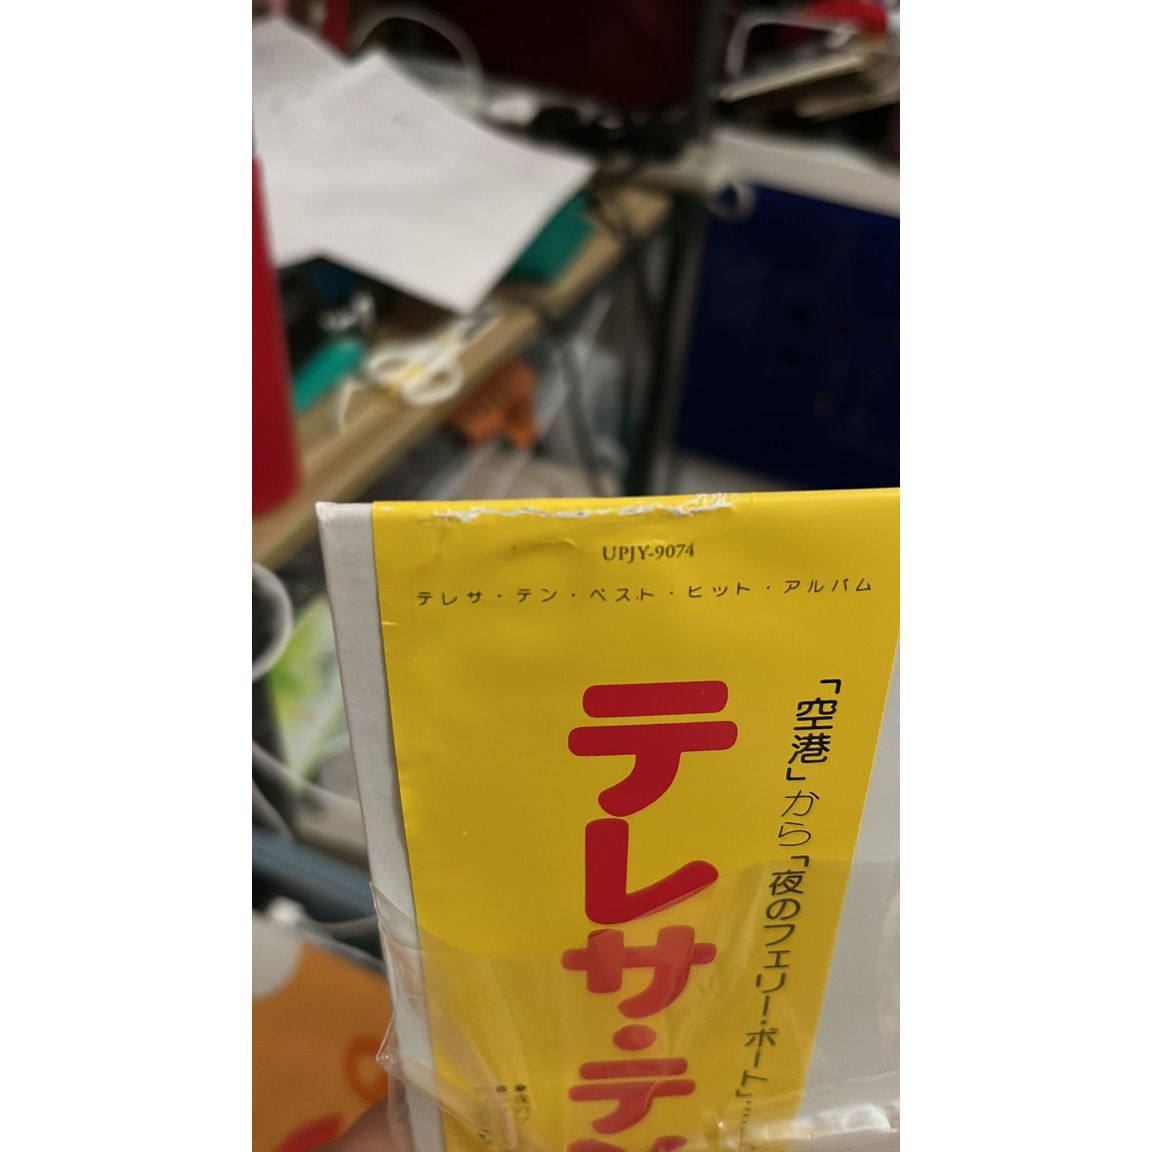 UPJY-9074
テレサ・テン・ベスト・ヒット・アルバム
「空港」から「夜のフェリー・ボート」
テレサ・テ